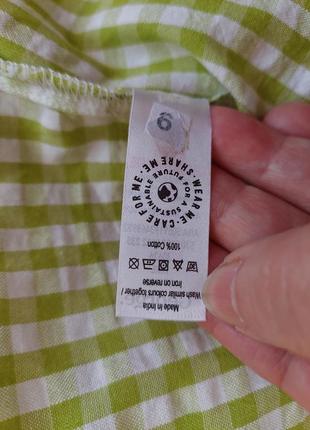 Made in India
Wash similar colours together /
iron on reverse
100% Cotton
WEAR ME · CARE FOR ME · SHARE ME ·
FOR A SUSTAINABLE FUTURE